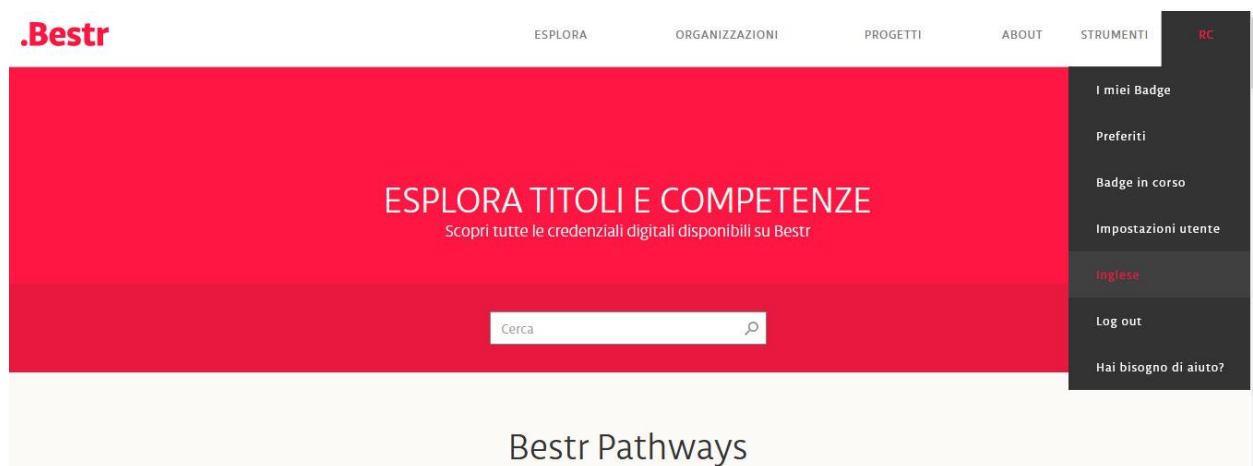 .Bestr
ESPLORA ORGANIZZAZIONI PROGETTI ABOUT STRUMENTI RC
I miei Badge
Preferiti
Badge in corso
Impostazioni utente
Inglese
Log out
Hai bisogno di aiuto?
ESPLORA TITOLI E COMPETENZE
Scopri tutte le credenziali digitali disponibili su Bestr
Cerca
Bestr Pathways